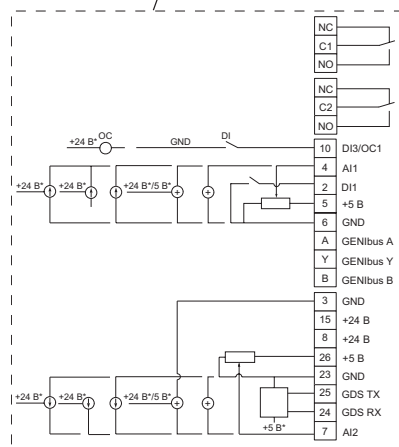 NC
C1
NO
NC
C2
NO
+24 В* OC GND DI 10 DI3/OC1
4 AI1
+24 В* +24 В* +24 В*/5 В* 2 DI1
5 +5 В
6 GND
A GENIbus A
Y GENIbus Y
B GENIbus B
3 GND
15 +24 В
8 +24 В
26 +5 В
23 GND
+24 В* +24 В* +24 В*/5 В* 25 GDS TX
24 GDS RX
+5 В* 7 AI2